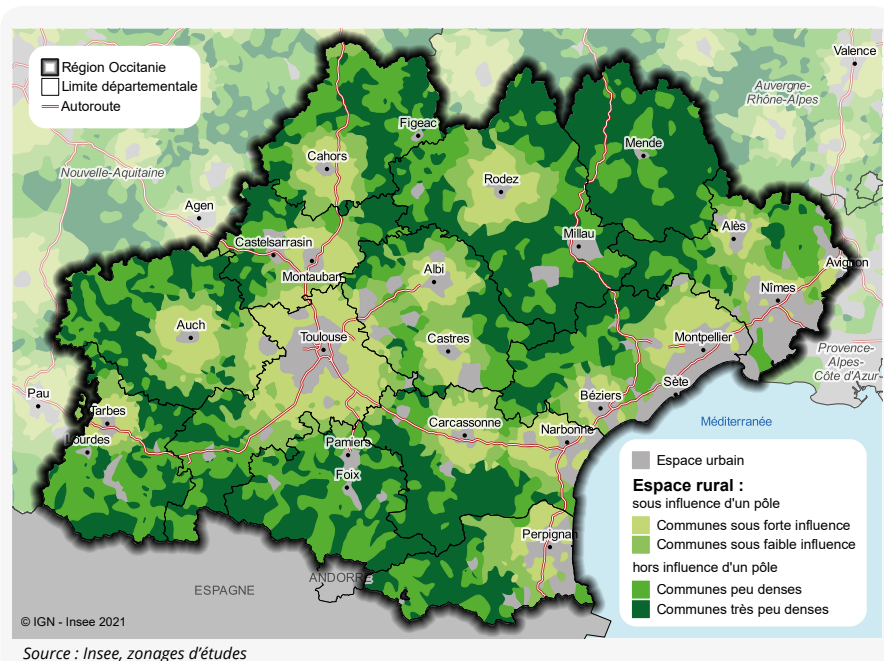 Région Occitanie
Limite départementale
Autoroute
Valence
Auvergne-
Rhône-Alpes
Figeac
Mende
Cahors
Nouvelle-Aquitaine
Rodez
Agen
Alès
Castelsarrasin
Millau
Avignon
Montauban
Albi
Nîmes
Auch
Toulouse
Castres
Montpellier
Provence-
Alpes-
Côte d'Azur
Sète
Pau
Béziers
Tarbes
Carcassonne
Méditerranée
Lourdes
Pamiers
Narbonne
Foix
Espace urbain
Espace rural :
sous influence d'un pôle
Communes sous forte influence
Communes sous faible influence
hors influence d'un pôle
Communes peu denses
Communes très peu denses
Perpignan
ANDORRE
ESPAGNE
© IGN - Insee 2021
Source : Insee, zonages d'études